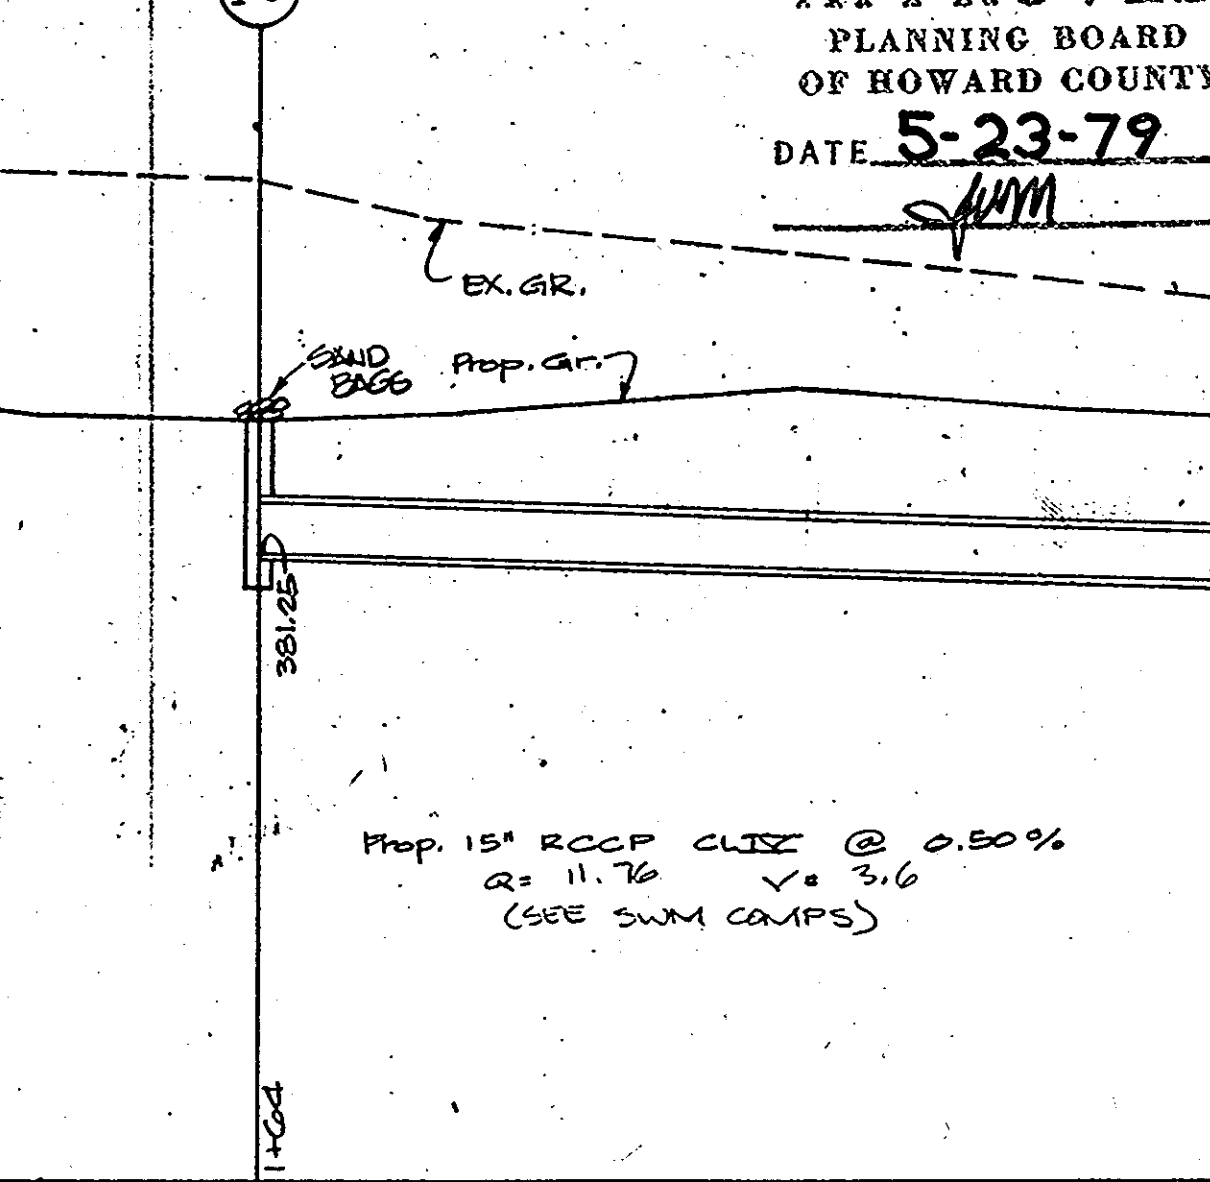 PLANNING BOARD
OF HOWARD COUNTY
DATE 5-23-79
EX. GR.
SAND
BAGS
Prop. Gr.
381.25
Prop. 15" RCCP CL IV @ 0.50%
Q= 11.76 V= 3.6
(SEE SWM COMPS)
1+64